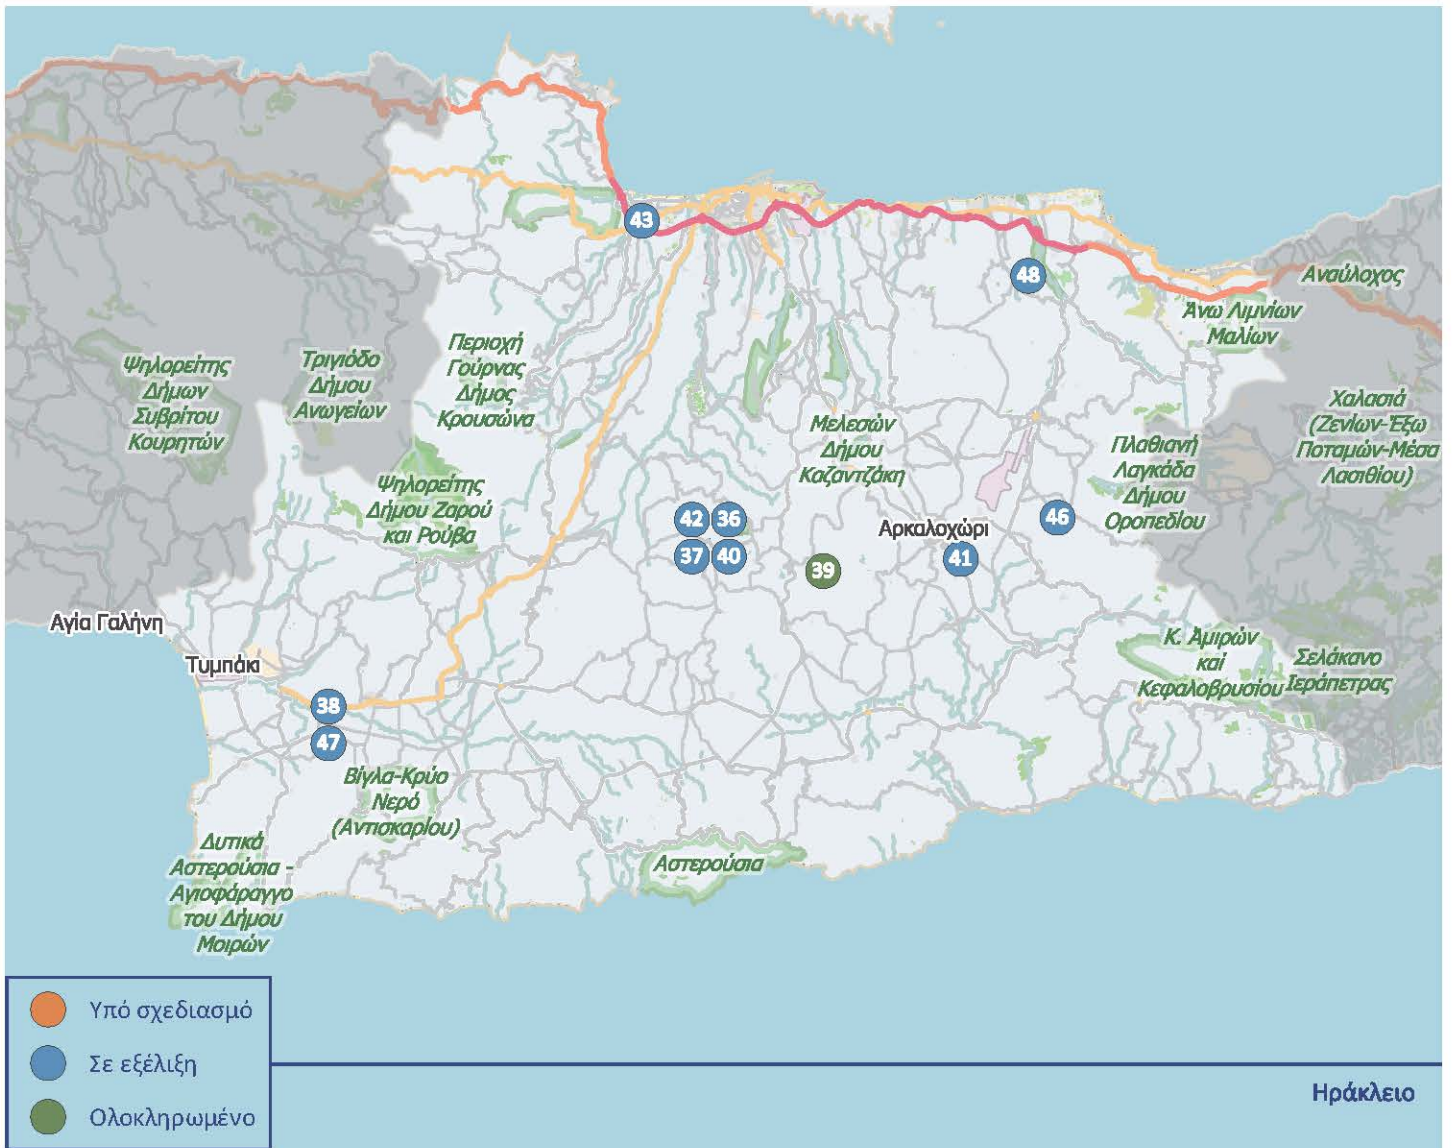 43
48
Αναύλοχος
Άνω Λιμνίων
Μαλίων
Ψηλορείτης
Δήμων
Συβρίτου
Κουρητών
Τριγιόδο
Δήμου
Ανωγείων
Περιοχή
Γούρνας
Δήμος
Κρουσώνα
Μελεσών
Δήμου
Καζαντζάκη
Πλαθιανή
Λαγκάδα
Δήμου
Οροπεδίου
Χαλασιά
(Ζενίων-Έξω
Ποταμών-Μέσα
Λασιθίου)
Ψηλορείτης
Δήμου Ζαρού
και Ρούβα
42 36
37 40
39
Αρκαλοχώρι
41
46
Αγία Γαλήνη
Τυμπάκι
38
47
Κ. Αμιρών
καί
Κεφαλοβρυσίου
Σελάκανο
Ιεράπετρας
Βίγλα-Κρύο
Νερό
(Αντισκαρίου)
Δυτικά
Αστερούσια -
Αγιοφάραγγο
του Δήμου
Μοιρών
Αστερούσια
Υπό σχεδιασμό
Σε εξέλιξη
Ολοκληρωμένο
Ηράκλειο